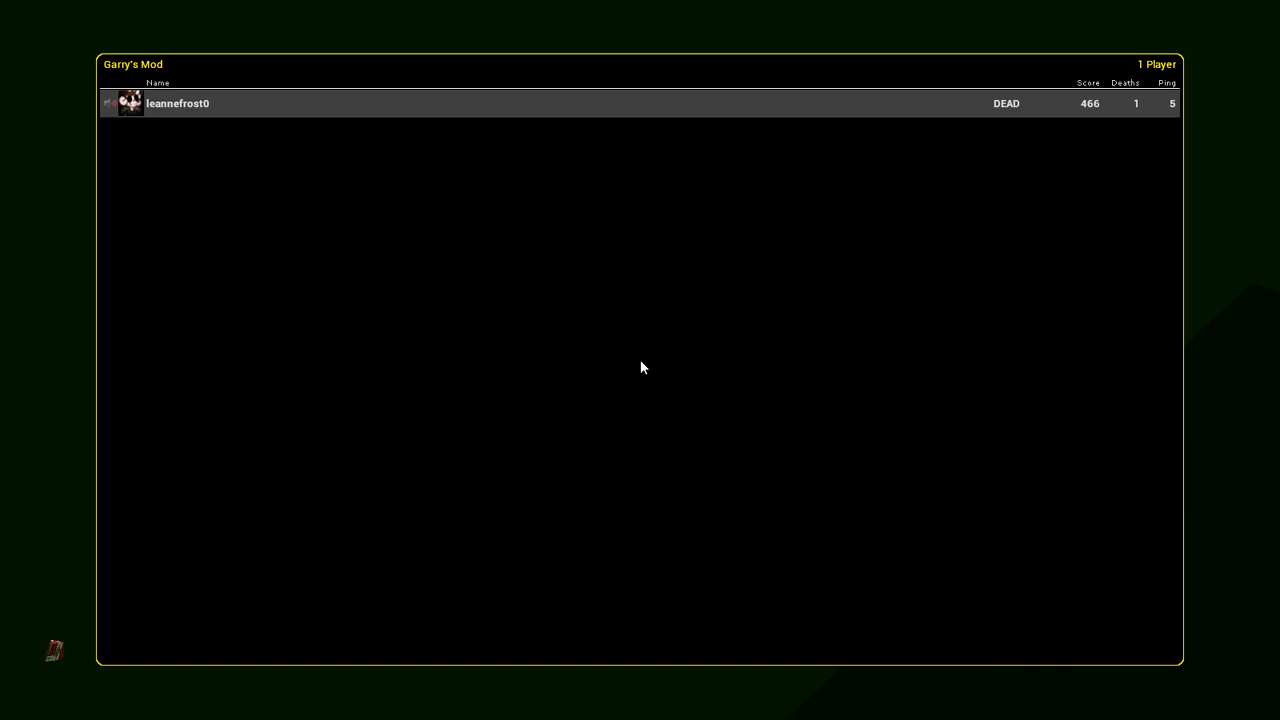 Garry's Mod 1 Player
Name Score Deaths Ping
leannefrost0 DEAD 466 1 5